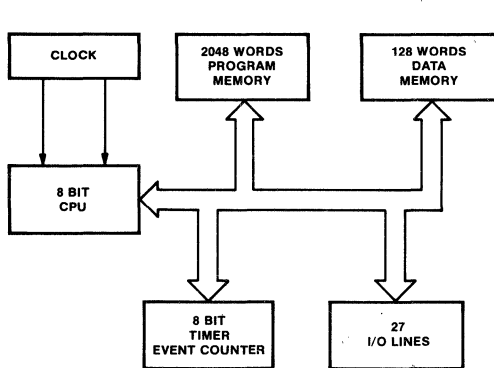 CLOCK
2048 WORDS
PROGRAM
MEMORY
128 WORDS
DATA
MEMORY
8 BIT
CPU
8 BIT
TIMER
EVENT COUNTER
27
I/O LINES